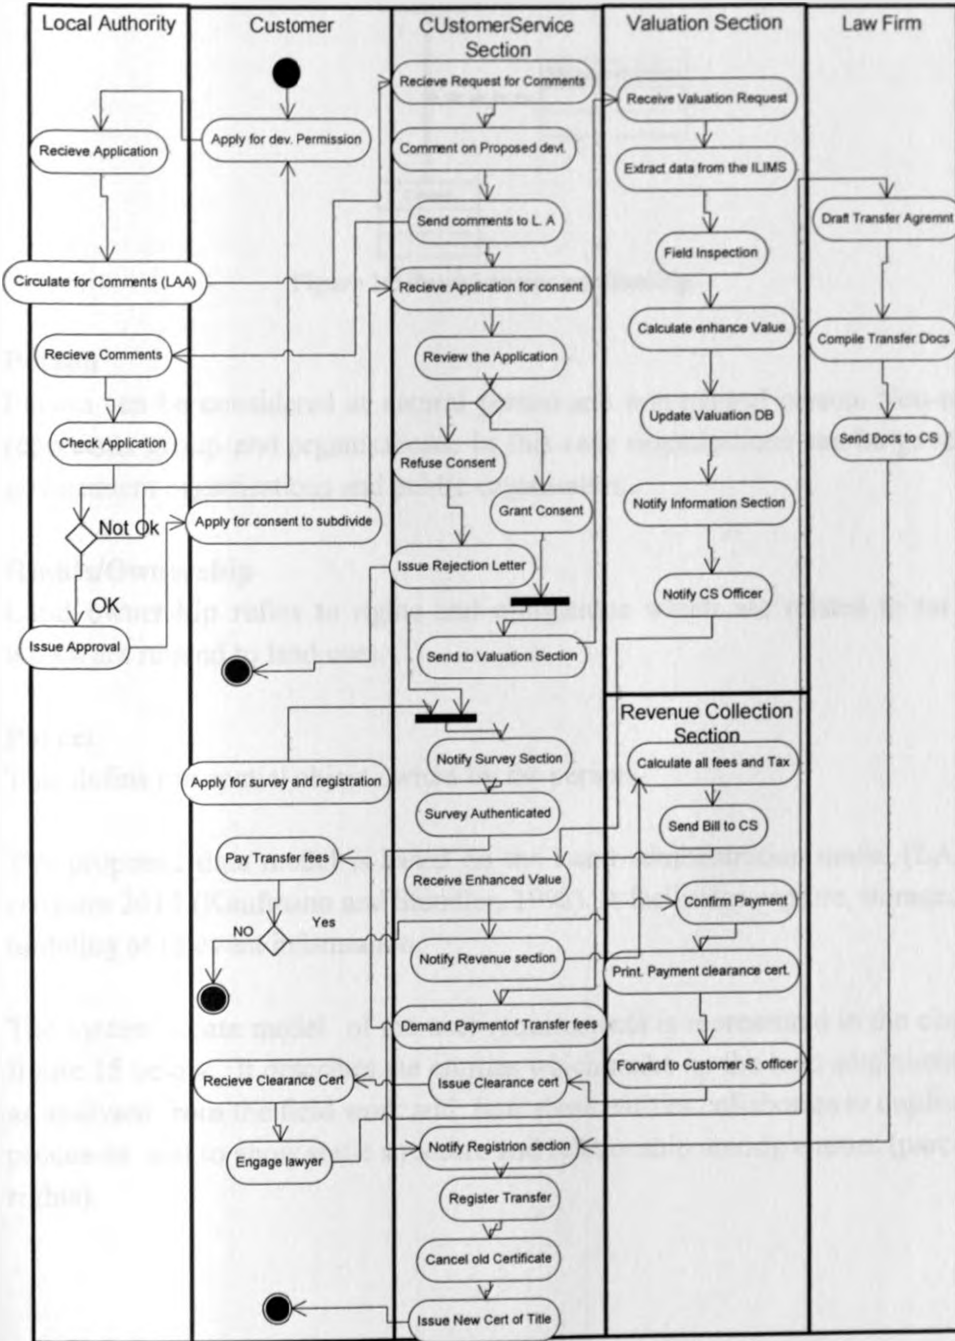 Local Authority
Customer
CUstomerService
Section
Valuation Section
Law Firm
Recieve Application
Circulate for Comments (LAA)
Recieve Comments
Check Application
Not Ok
OK
Issue Approval
Apply for dev. Permission
Apply for consent to subdivide
Apply for survey and registration
Pay Transfer fees
NO
Yes
Recieve Clearance Cert
Engage lawyer
Recieve Request for Comments
Comment on Proposed devt.
Send comments to L. A
Recieve Application for consent
Review the Application
Refuse Consent
Grant Consent
Issue Rejection Letter
Send to Valuation Section
Notify Survey Section
Survey Authenticated
Receive Enhanced Value
Notify Revenue section
Demand Paymentof Transfer fees
Issue Clearance cert
Notify Registrion section
Register Transfer
Cancel old Certificate
Issue New Cert of Title
Receive Valuation Request
Extract data from the ILIMS
Field Inspection
Calculate enhance Value
Update Valuation DB
Notify Information Section
Notify CS Officer
Revenue Collection
Section
Calculate all fees and Tax
Send Bill to CS
Confirm Payment
Print. Payment clearance cert.
Forward to Customer S. officer
Draft Transfer Agremnt
Compile Transfer Docs
Send Docs to CS